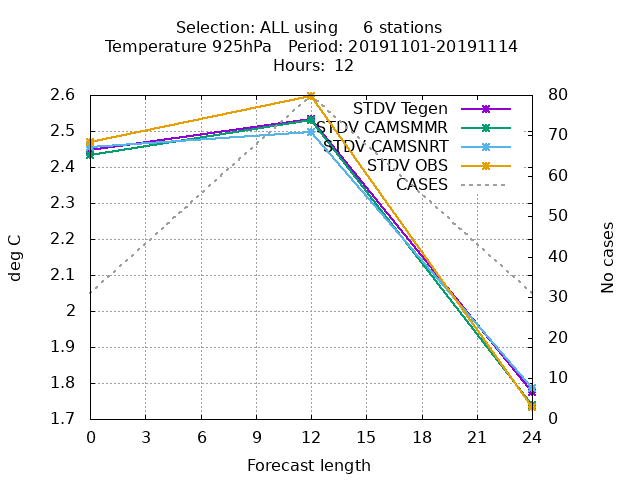 Selection: ALL using     6 stations
Temperature 925hPa   Period: 20191101-20191114
Hours:  12
2.6
2.5
2.4
2.3
2.2
2.1
2
1.9
1.8
1.7
80
70
60
50
40
30
20
10
0
STDV Tegen
STDV CAMSMMR
STDV CAMSNRT
STDV OBS
CASES
deg C
No cases
0 3 6 9 12 15 18 21 24
Forecast length